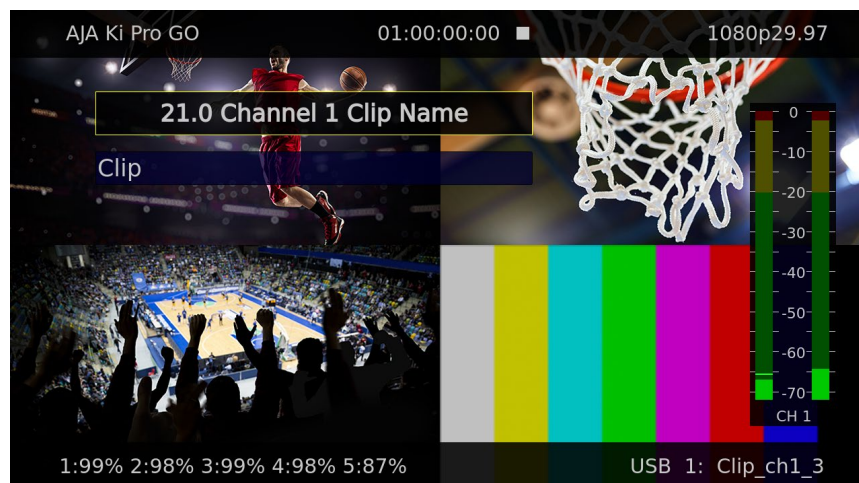 AJA Ki Pro GO 01:00:00:00 1080p29.97
21.0 Channel 1 Clip Name
Clip
0
-10
-20
-30
-40
-50
-60
-70
CH 1
1:99% 2:98% 3:99% 4:98% 5:87% USB 1: Clip_ch1_3